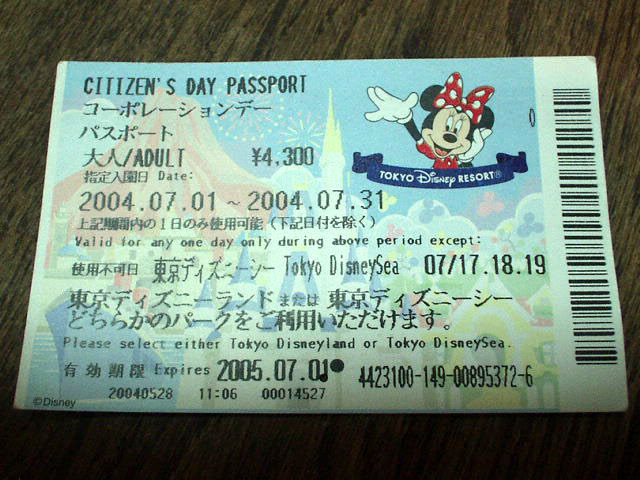 CITIZEN'S DAY PASSPORT
コーポレーションデー
パスポート
大人/ADULT ¥4,300
指定入園日 Date:
2004.07.01 ~ 2004.07.31
上記期間内の1日のみ使用可能(下記日付を除く)
Valid for any one day only during above period except:
使用不可日 東京ディズニーシー Tokyo DisneySea 07/17.18.19
東京ディズニーランド または 東京ディズニーシー
どちらかのパークをご利用いただけます。
Please select either Tokyo Disneyland or Tokyo DisneySea.
有効期限 Expires 2005.07.01 4423100-149-00895372-6
20040528 11:06 00014527
©Disney
TOKYO Disney RESORT®
0